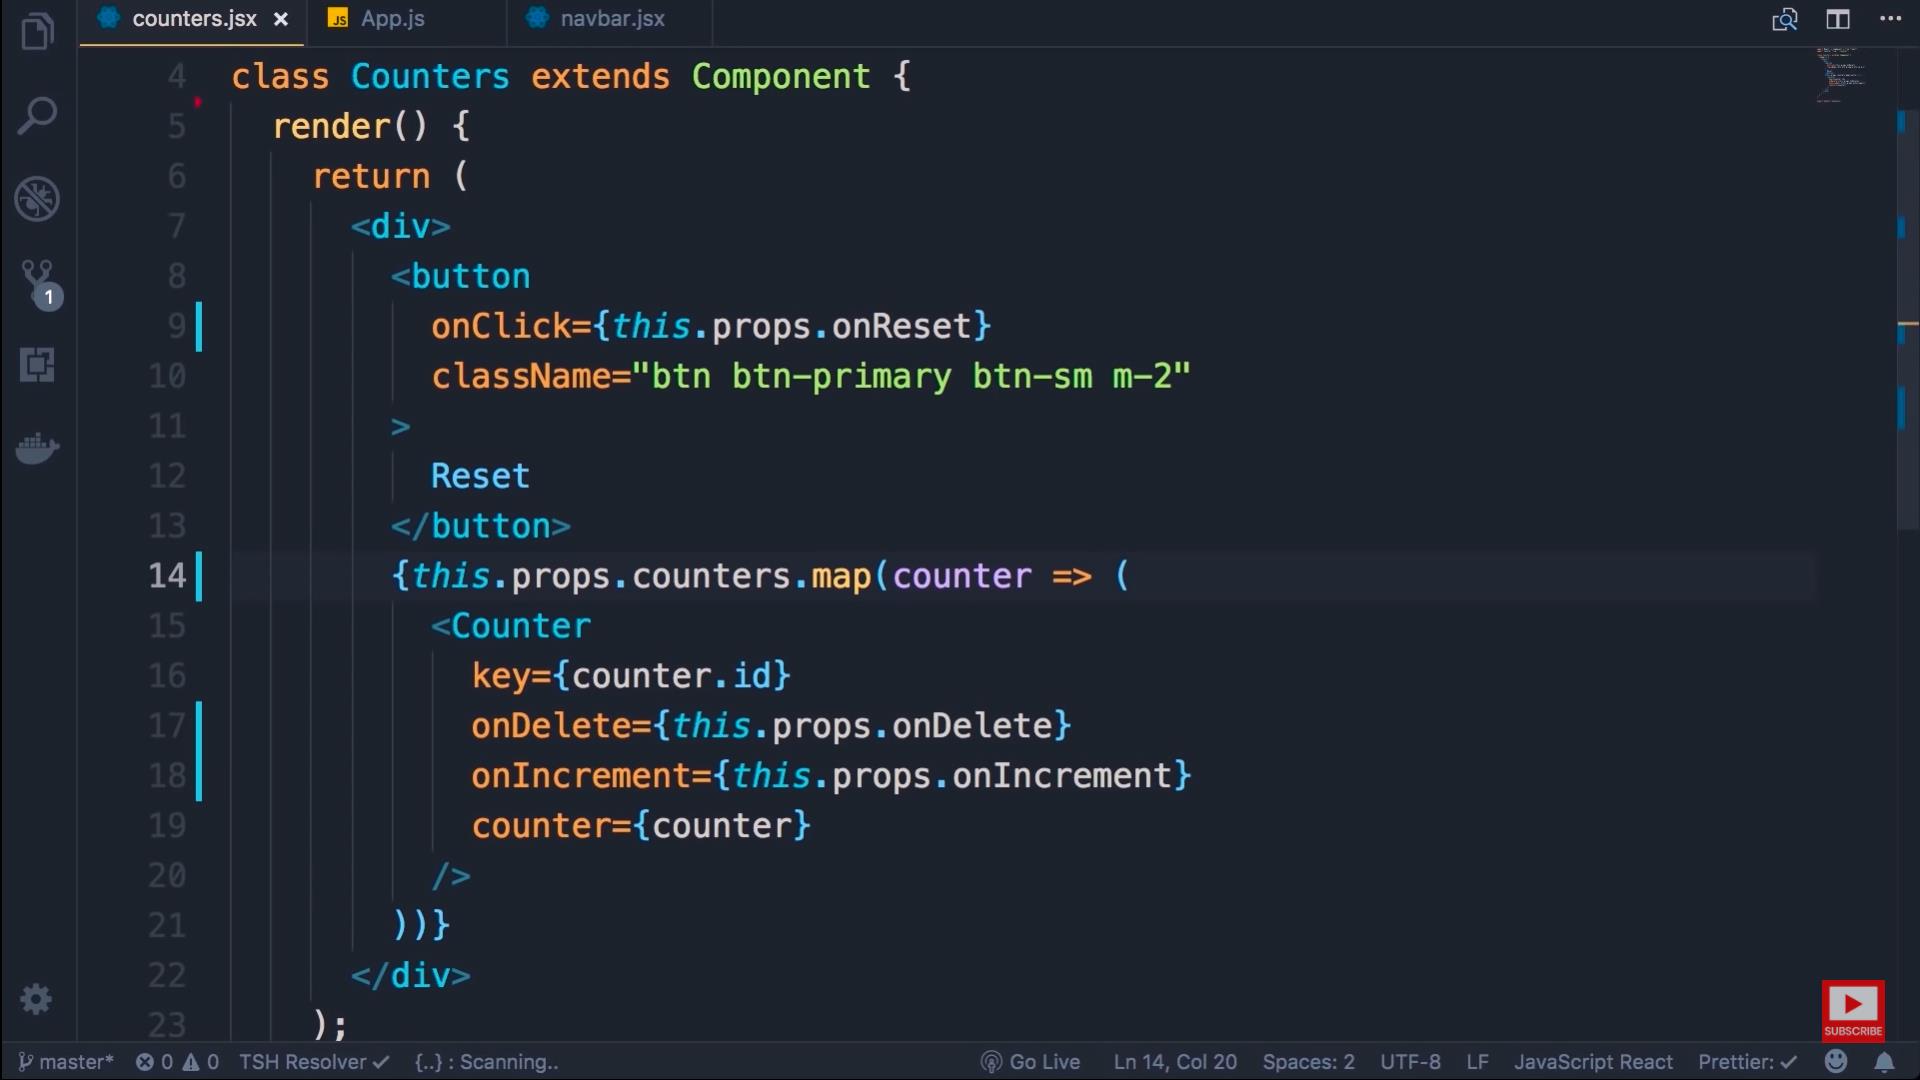 counters.jsx × JS App.js navbar.jsx
4 class Counters extends Component {
5 render() {
6 return (
7 <div>
8 <button
9 onClick={this.props.onReset}
10 className="btn btn-primary btn-sm m-2"
11 >
12 Reset
13 </button>
14 {this.props.counters.map(counter => (
15 <Counter
16 key={counter.id}
17 onDelete={this.props.onDelete}
18 onIncrement={this.props.onIncrement}
19 counter={counter}
20 />
21 ))}
22 </div>
23 );
1
SUBSCRIBE
master* 0 0 TSH Resolver ✓ {..} : Scanning.. Go Live Ln 14, Col 20 Spaces: 2 UTF-8 LF JavaScript React Prettier: ✓